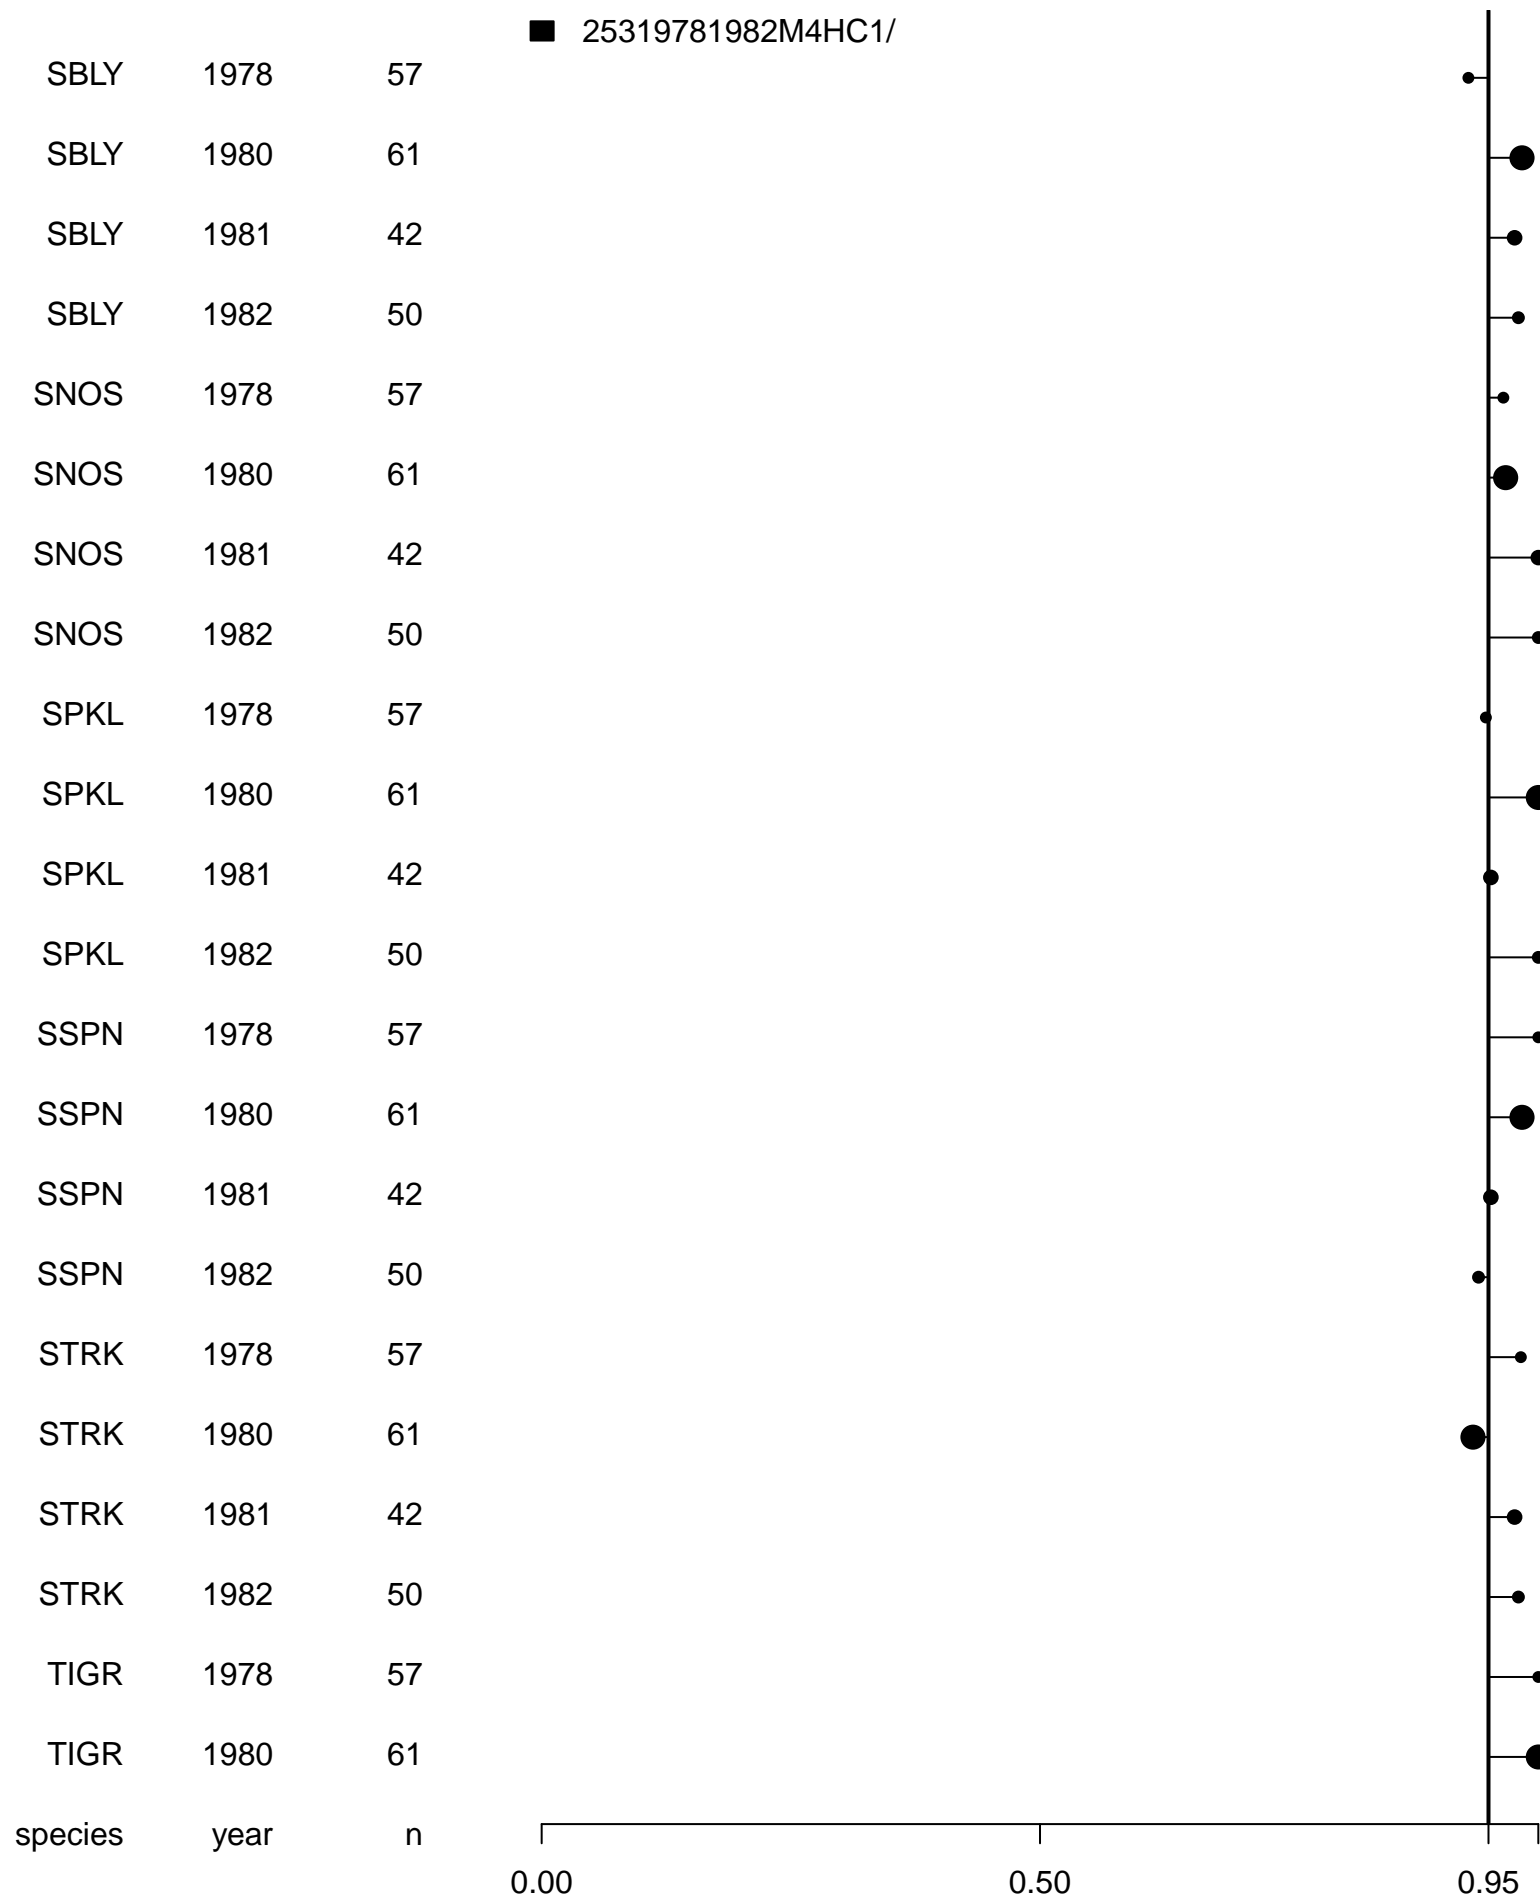 25319781982M4HC1/
SBLY 1978 57
SBLY 1980 61
SBLY 1981 42
SBLY 1982 50
SNOS 1978 57
SNOS 1980 61
SNOS 1981 42
SNOS 1982 50
SPKL 1978 57
SPKL 1980 61
SPKL 1981 42
SPKL 1982 50
SSPN 1978 57
SSPN 1980 61
SSPN 1981 42
SSPN 1982 50
STRK 1978 57
STRK 1980 61
STRK 1981 42
STRK 1982 50
TIGR 1978 57
TIGR 1980 61
species year n
0.00 0.50 0.95